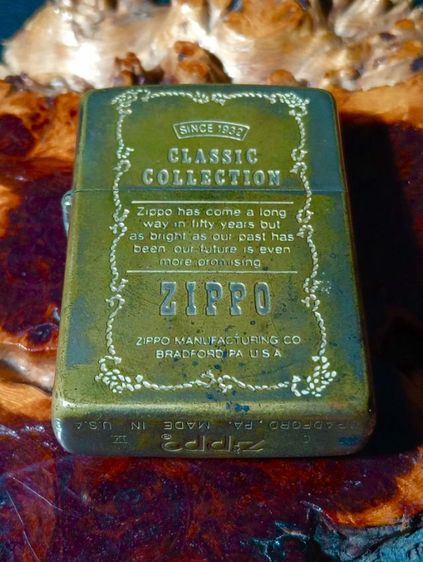 SINCE 1932
CLASSIC
COLLECTION
Zippo has come a long
way in fifty years but
as bright as our past has
been our future is even
more promising
ZIPPO
ZIPPO MANUFACTURING CO
BRADFORD PA U.S.A
BRADFORD, PA. MADE IN U.S.A
Zippo ®
IX